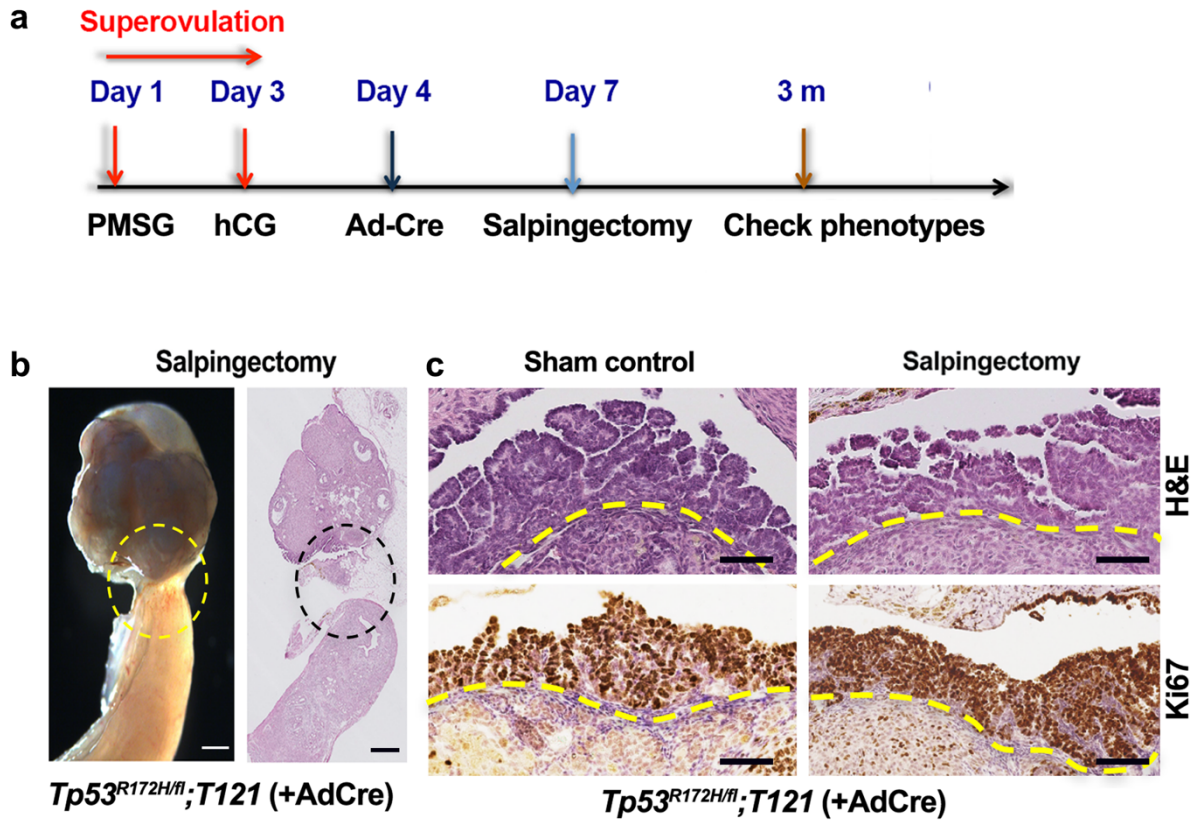 a
Superovulation
Day 1 Day 3 Day 4 Day 7 3 m
PMSG hCG Ad-Cre Salpingectomy Check phenotypes
b Salpingectomy
c Sham control Salpingectomy
H&E
Ki67
Tp53R172H/fl;T121 (+AdCre)
Tp53R172H/fl;T121 (+AdCre)